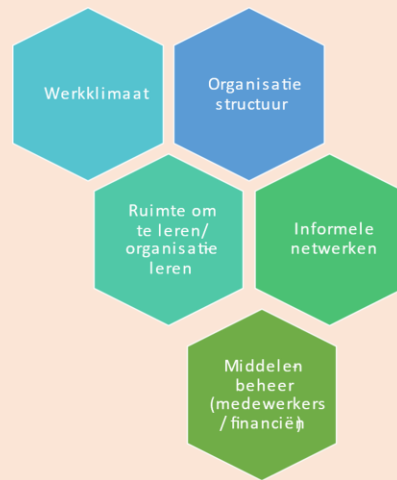 Werkklimaat
Organisatie
structuur
Ruimte om
te leren/
organisatie
leren
Informele
netwerken
Middelen
beheer
(medewerkers
/ financiën)